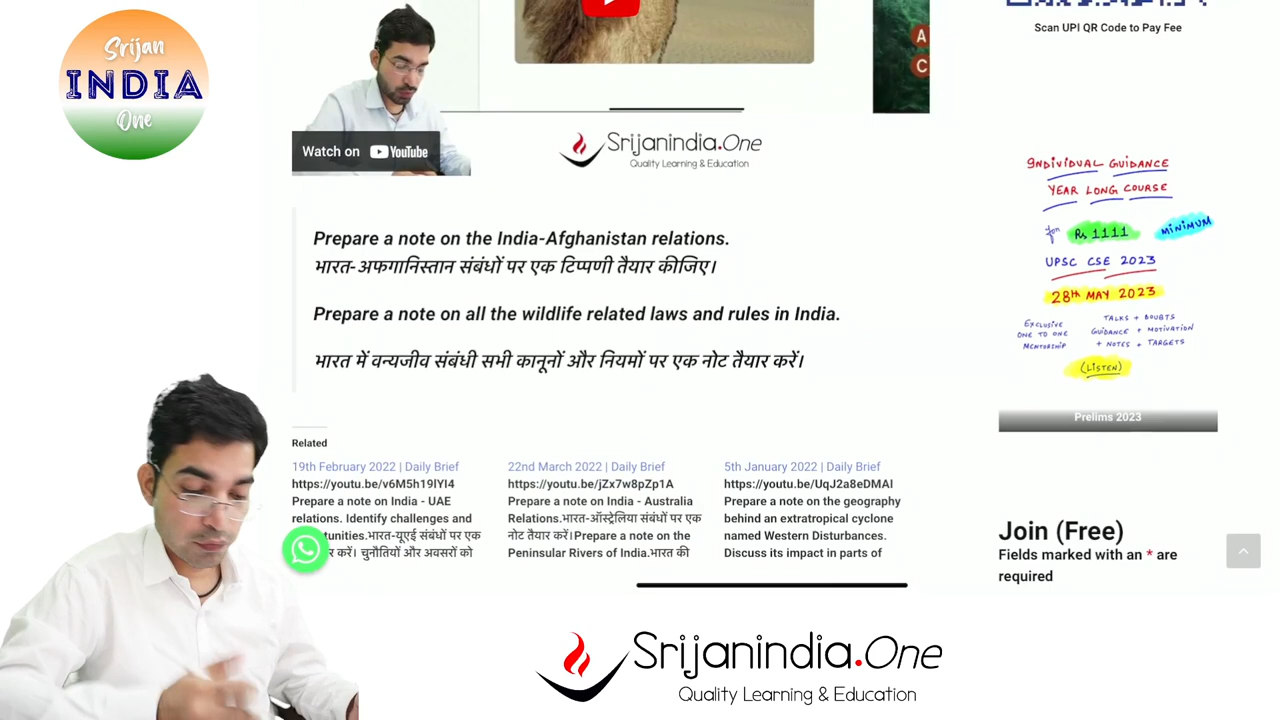 Srijan
INDIA
One
A
C
Watch on YouTube
Srijanindia.One
Quality Learning & Education
Prepare a note on the India-Afghanistan relations.
भारत-अफगानिस्तान संबंधों पर एक टिप्पणी तैयार कीजिए।
Prepare a note on all the wildlife related laws and rules in India.
भारत में वन्यजीव संबंधी सभी कानूनों और नियमों पर एक नोट तैयार करें।
Related
19th February 2022 | Daily Brief
https://youtu.be/v6M5h19lYI4
Prepare a note on India - UAE
relations. Identify challenges and
tunities.भारत-यूएई संबंधों पर एक
करें। चुनौतियों और अवसरों को
22nd March 2022 | Daily Brief
https://youtu.be/jZx7w8pZp1A
Prepare a note on India - Australia
Relations.भारत-ऑस्ट्रेलिया संबंधों पर एक
नोट तैयार करें।Prepare a note on the
Peninsular Rivers of India.भारत की
5th January 2022 | Daily Brief
https://youtu.be/UqJ2a8eDMAI
Prepare a note on the geography
behind an extratropical cyclone
named Western Disturbances.
Discuss its impact in parts of
Scan UPI QR Code to Pay Fee
INDIVIDUAL GUIDANCE
YEAR LONG COURSE
for Rs 1111 MINIMUM
UPSC CSE 2023
28TH MAY 2023
EXCLUSIVE
ONE TO ONE
MENTORSHIP
TALKS + DOUBTS
GUIDANCE + MOTIVATION
+ NOTES + TARGETS
(LISTEN)
Prelims 2023
Join (Free)
Fields marked with an * are
required
Srijanindia.One
Quality Learning & Education